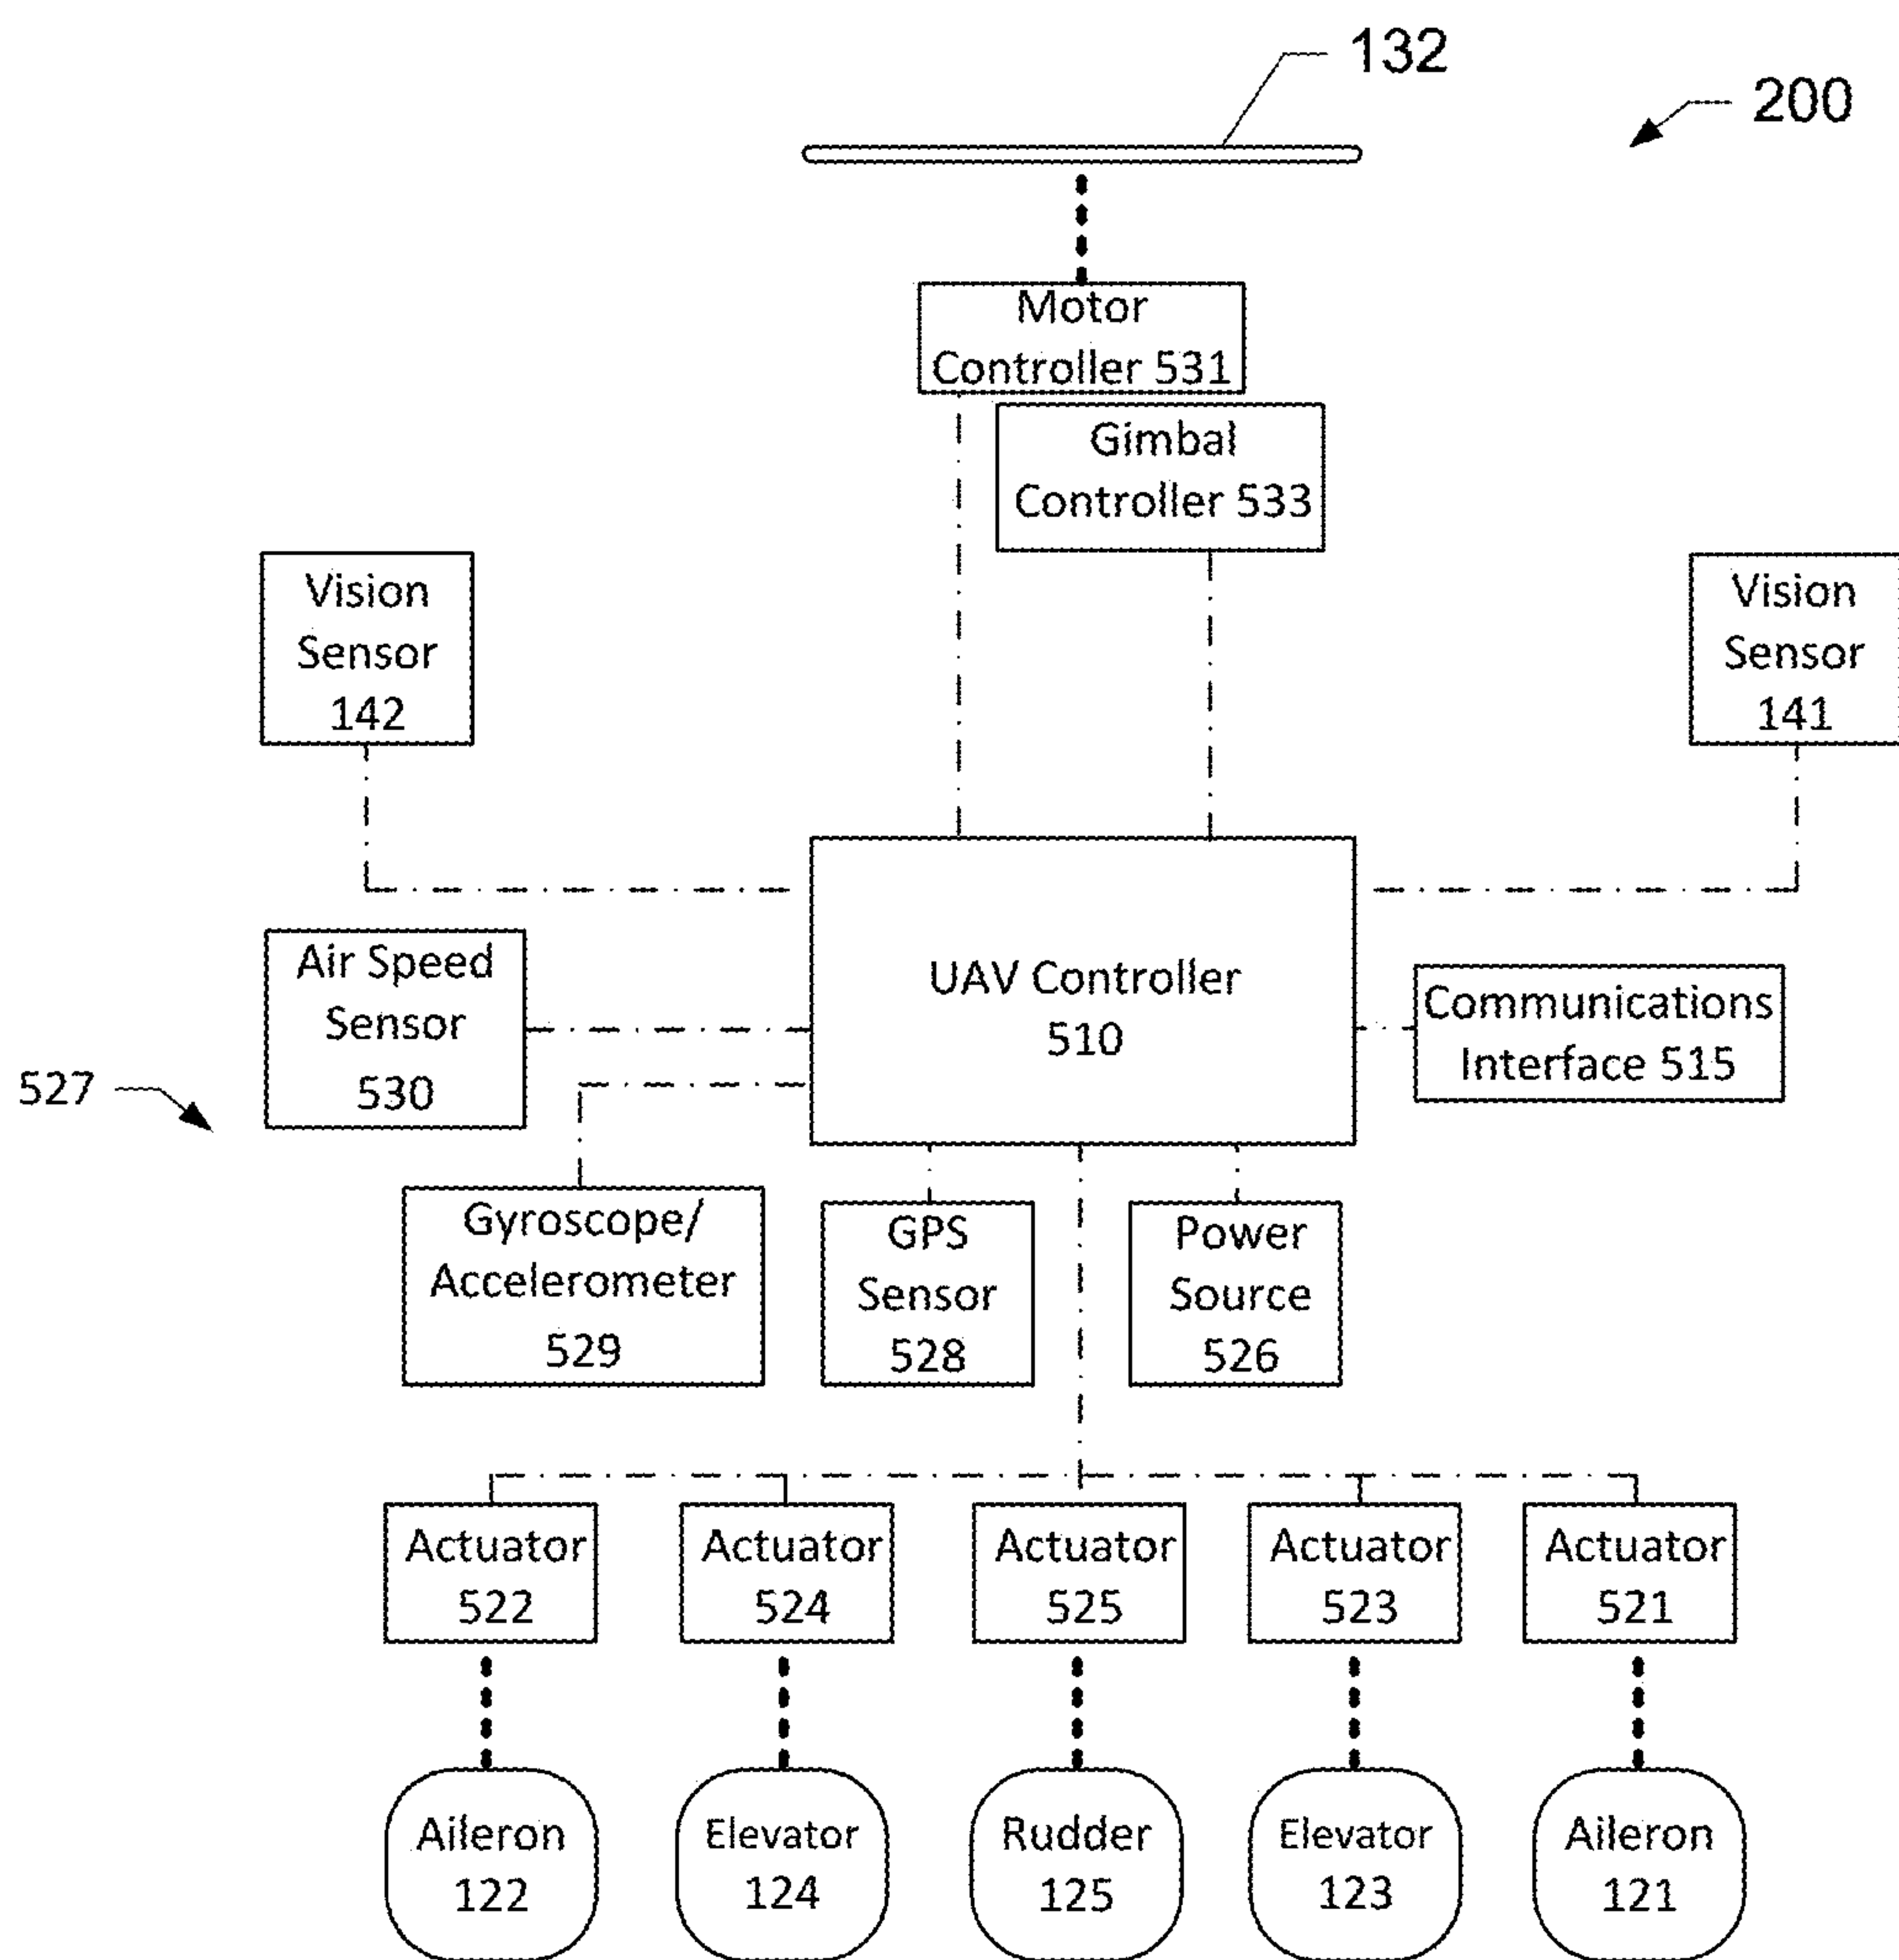 132
200
Motor
Controller 531
Gimbal
Controller 533
Vision
Sensor
142
Vision
Sensor
141
Air Speed
Sensor
530
UAV Controller
510
Communications
Interface 515
527
Gyroscope/
Accelerometer
529
GPS
Sensor
528
Power
Source
526
Actuator
522
Actuator
524
Actuator
525
Actuator
523
Actuator
521
Aileron
122
Elevator
124
Rudder
125
Elevator
123
Aileron
121